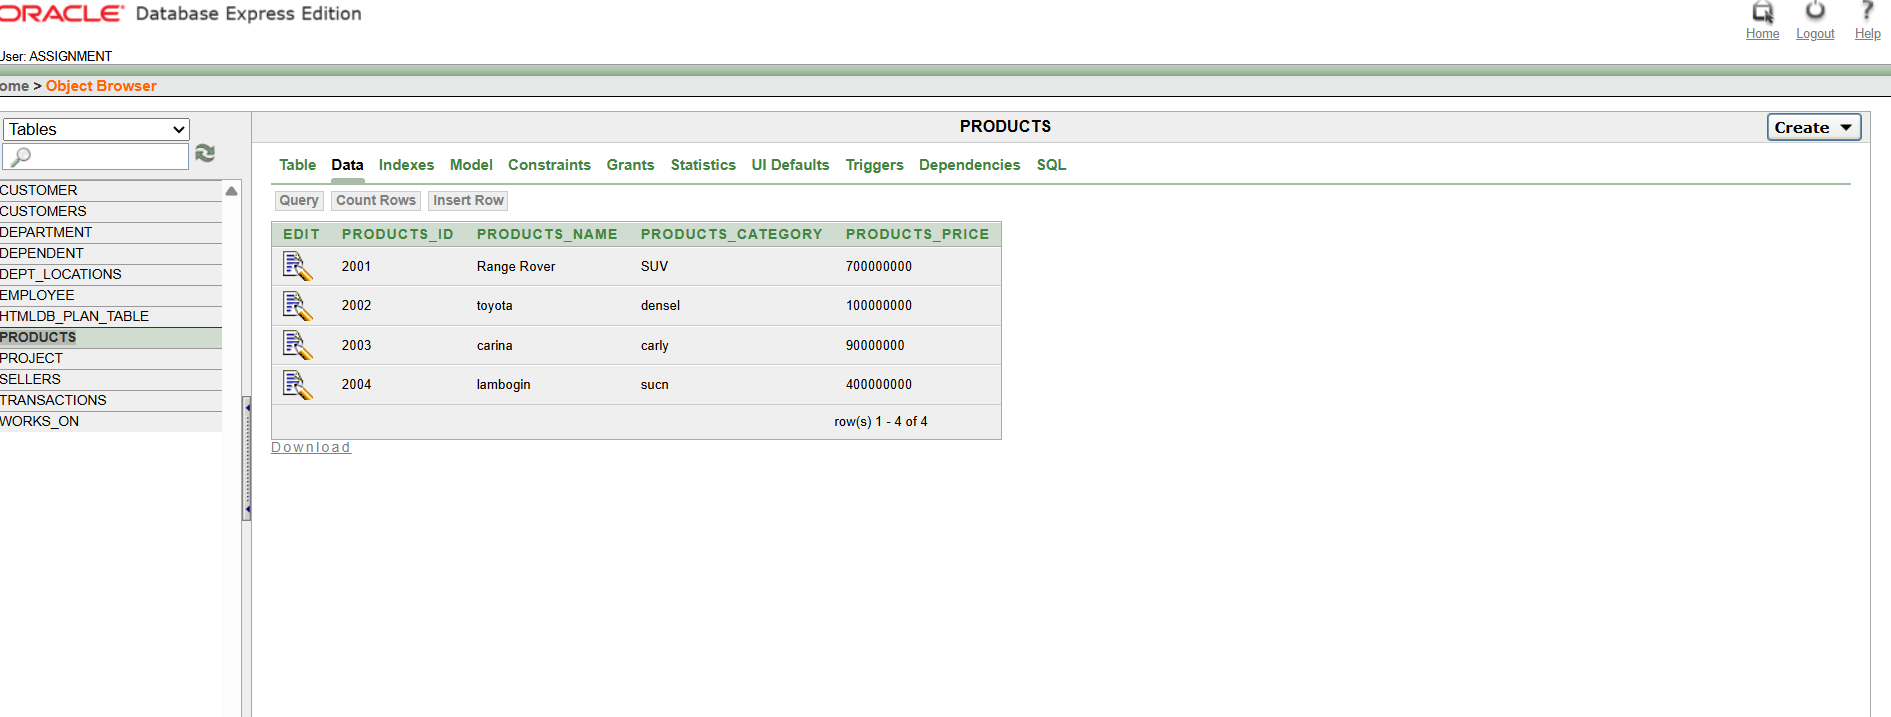 ORACLE Database Express Edition
Home Logout Help
User: ASSIGNMENT
ome > Object Browser
Tables
PRODUCTS
Create
Table Data Indexes Model Constraints Grants Statistics UI Defaults Triggers Dependencies SQL
Query Count Rows Insert Row
CUSTOMER
CUSTOMERS
DEPARTMENT
DEPENDENT
DEPT_LOCATIONS
EMPLOYEE
HTMLDB_PLAN_TABLE
PRODUCTS
PROJECT
SELLERS
TRANSACTIONS
WORKS_ON
EDIT PRODUCTS_ID PRODUCTS_NAME PRODUCTS_CATEGORY PRODUCTS_PRICE
2001 Range Rover SUV 700000000
2002 toyota densel 100000000
2003 carina carly 90000000
2004 lambogin sucn 400000000
row(s) 1 - 4 of 4
Download